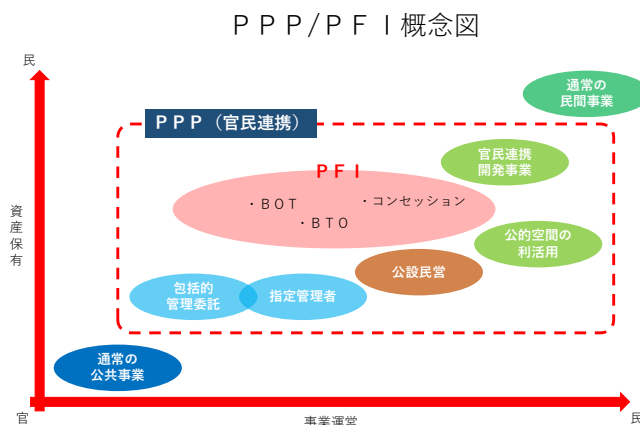 ＰＰＰ/ＰＦＩ概念図
民
通常の
民間事業
ＰＰＰ（官民連携）
官民連携
開発事業
ＰＦＩ
・ＢＯＴ
・コンセッション
・ＢＴＯ
資産保有
公的空間の
利活用
公設民営
包括的
管理委託
指定管理者
通常の
公共事業
官
事業運営
民